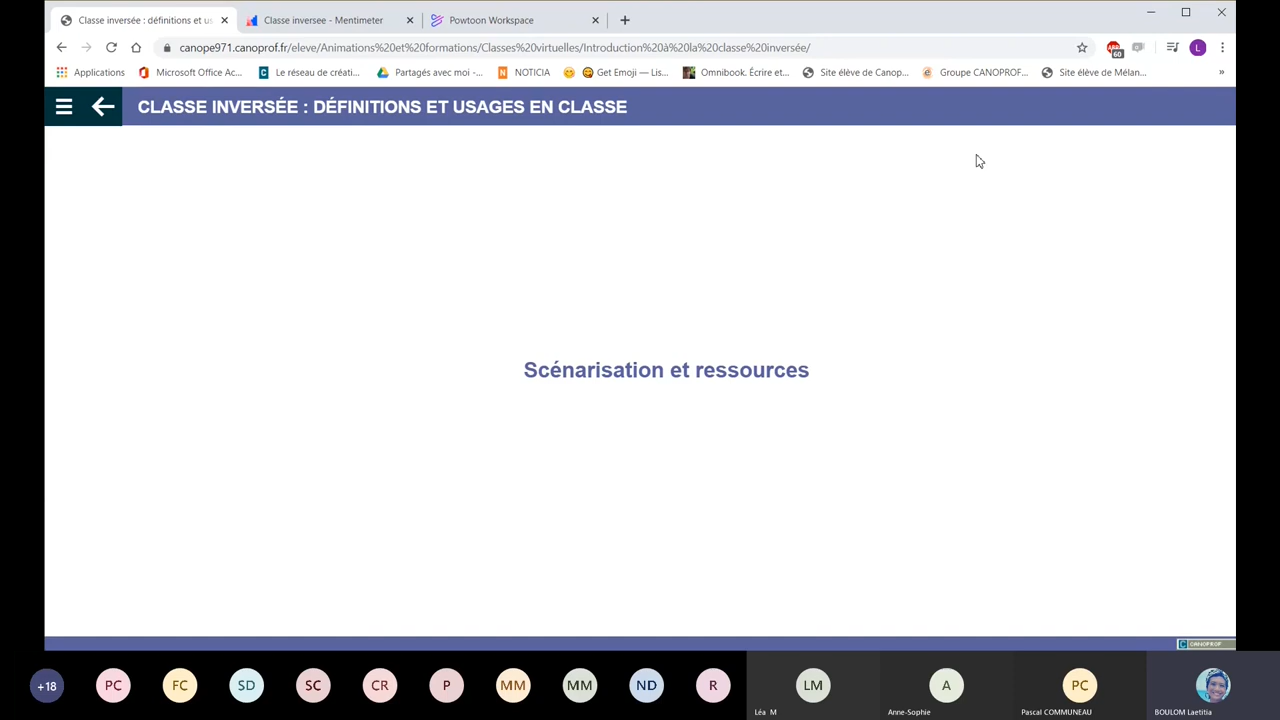 Classe inversée : définitions et us
Classe inversee - Mentimeter
Powtoon Workspace
canope971.canoprof.fr/eleve/Animations%20et%20formations/Classes%20virtuelles/Introduction%20à%20la%20classe%20inversée/
ABP
60
L
Applications
Microsoft Office Ac...
Le réseau de créati...
Partagés avec moi -...
NOTICIA
Get Emoji — Lis...
Omnibook. Écrire et...
Site élève de Canop...
Groupe CANOPROF...
Site élève de Mélan...
»
CLASSE INVERSÉE : DÉFINITIONS ET USAGES EN CLASSE
Scénarisation et ressources
CANOPROF
+18
PC
FC
SD
SC
CR
P
MM
MM
ND
R
LM
A
PC
Léa M
Anne-Sophie
Pascal COMMUNEAU
BOULOM Laetitia